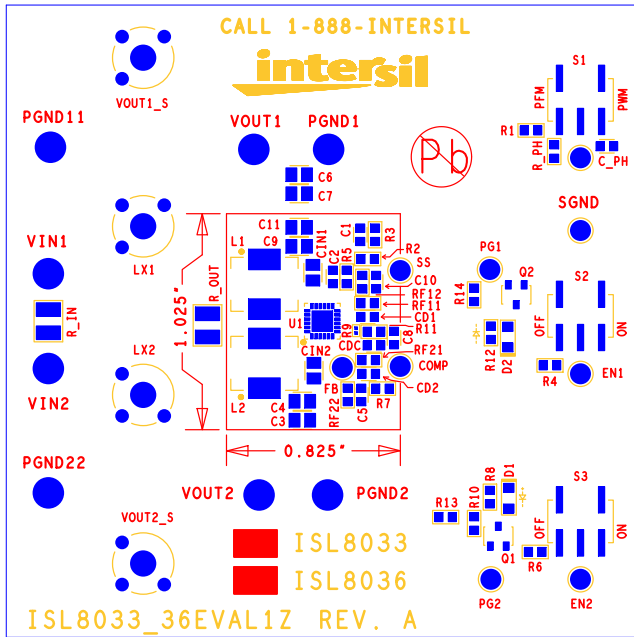 CALL 1-888-INTERSIL
intersil
S1
VOUT1_S
PFM
PWM
PGND11
VOUT1
PGND1
R1
R_PH
C_PH
Pb
C6
C7
SGND
VIN1
LX1
C11
C9
L1
CIN1
C1
R3
R2
R5
C2
SS
C10
RF12
RF11
CD1
PG1
Q2
R14
S2
OFF
ON
R_IN
R_OUT
1.025"
U1
R9
C8
R11
CDC
RF21
R12
D2
R4
EN1
LX2
CIN2
FB
COMP
CD2
VIN2
L2
C4
C3
RF22
C5
R7
0.825"
PGND22
VOUT2
PGND2
R13
R10
R8
D1
S3
OFF
ON
VOUT2_S
Q1
R6
PG2
EN2
ISL8033
ISL8036
ISL8033_36EVAL1Z REV. A